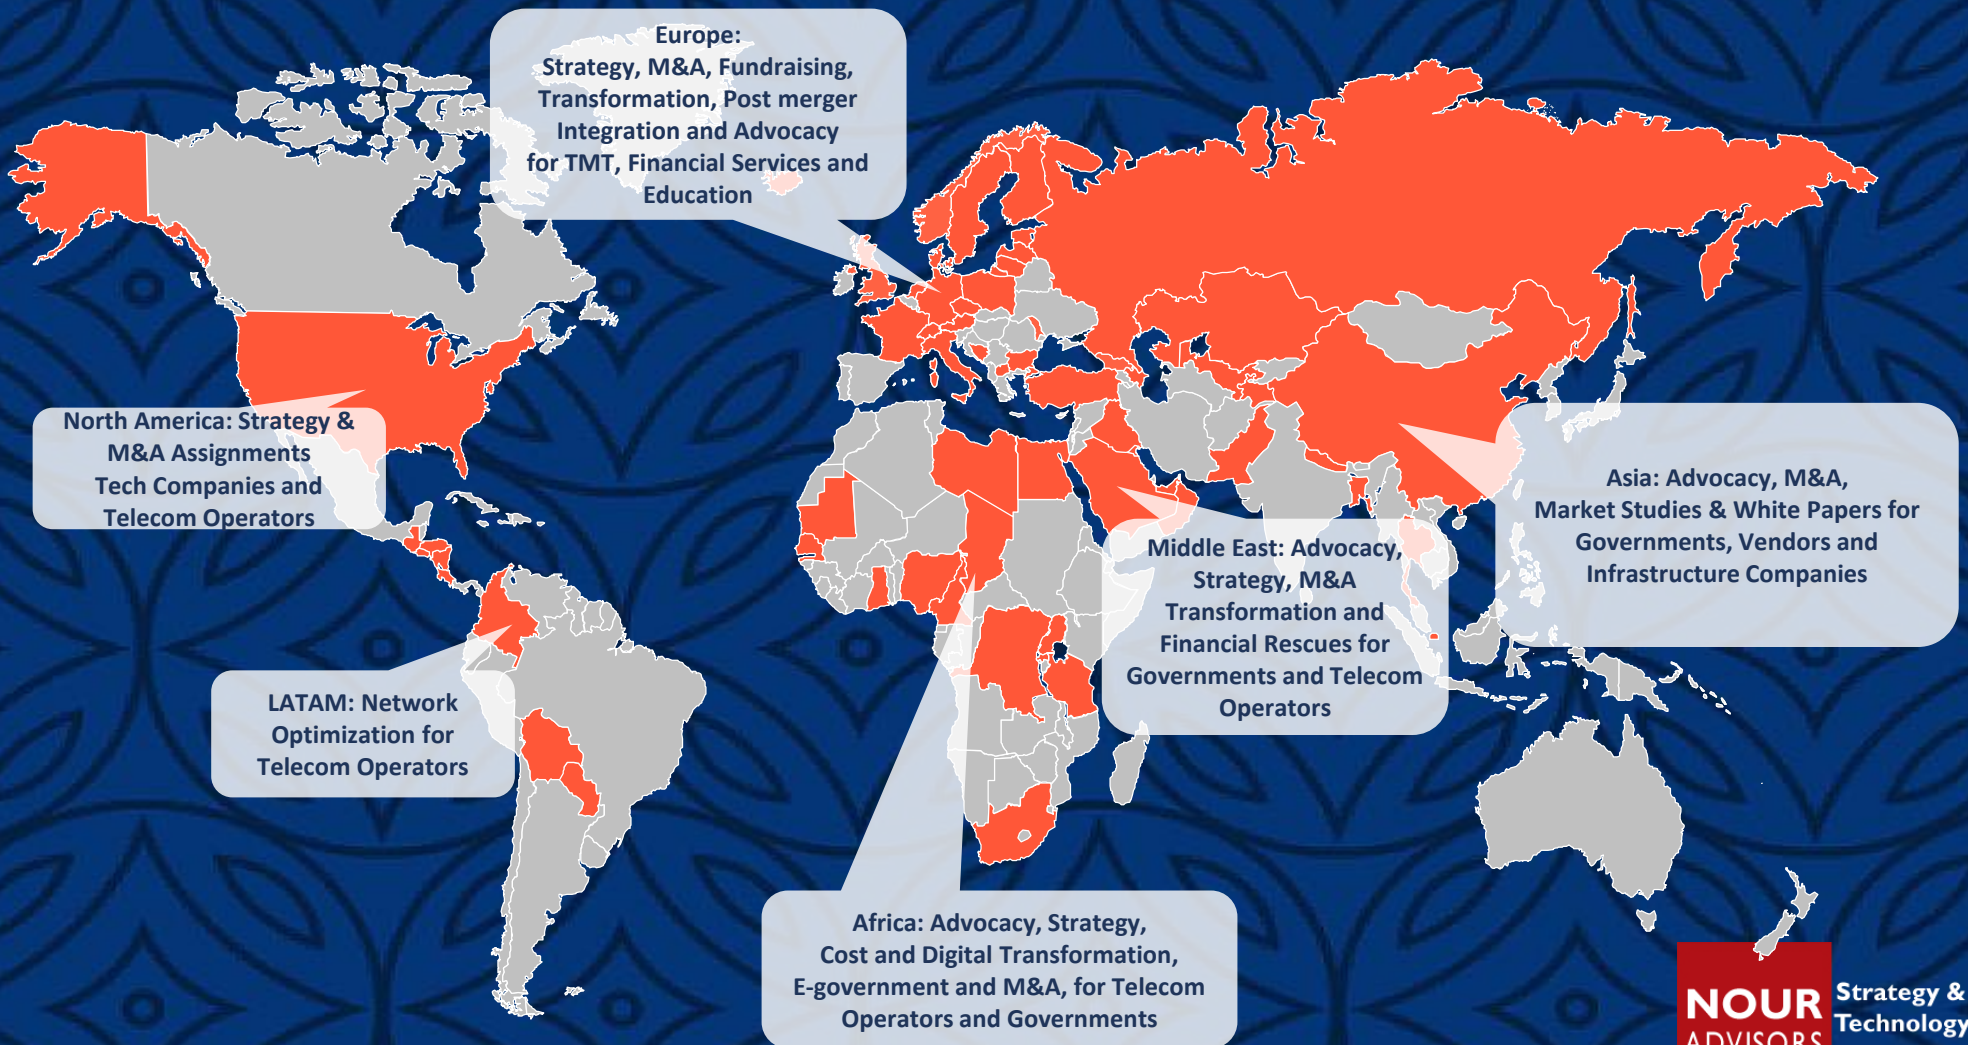 Europe:
Strategy, M&A, Fundraising,
Transformation, Post merger
Integration and Advocacy
for TMT, Financial Services and
Education
North America: Strategy &
M&A Assignments
Tech Companies and
Telecom Operators
Asia: Advocacy, M&A,
Market Studies & White Papers for
Governments, Vendors and
Infrastructure Companies
Middle East: Advocacy,
Strategy, M&A
Transformation and
Financial Rescues for
Governments and Telecom
Operators
LATAM: Network
Optimization for
Telecom Operators
Africa: Advocacy, Strategy,
Cost and Digital Transformation,
E-government and M&A, for Telecom
Operators and Governments
NOUR
ADVISORS
Strategy &
Technology